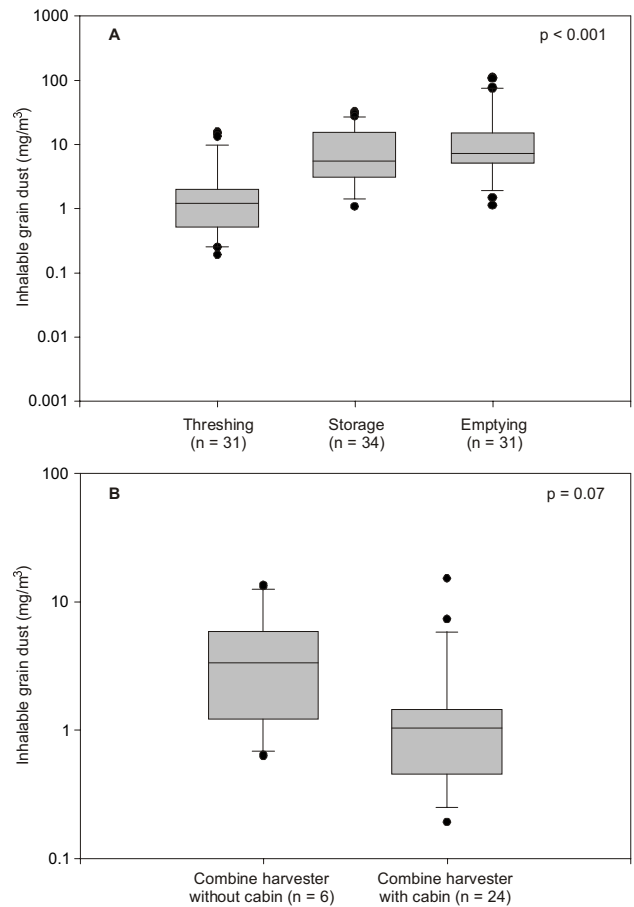 1000
A
p < 0.001
100
10
1
0.1
0.01
0.001
Inhalable grain dust (mg/m³)
Threshing
(n = 31)
Storage
(n = 34)
Emptying
(n = 31)
100
B
p = 0.07
10
1
0.1
Inhalable grain dust (mg/m³)
Combine harvester
without cabin (n = 6)
Combine harvester
with cabin (n = 24)